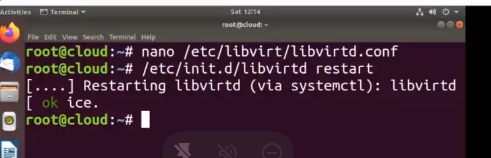 Activities Terminal Sat 12:14
root@cloud: ~
File Edit View Search Terminal Help
root@cloud:~# nano /etc/libvirt/libvirtd.conf
root@cloud:~# /etc/init.d/libvirtd restart
[....] Restarting libvirtd (via systemctl): libvirtd
[ ok ice.
root@cloud:~#